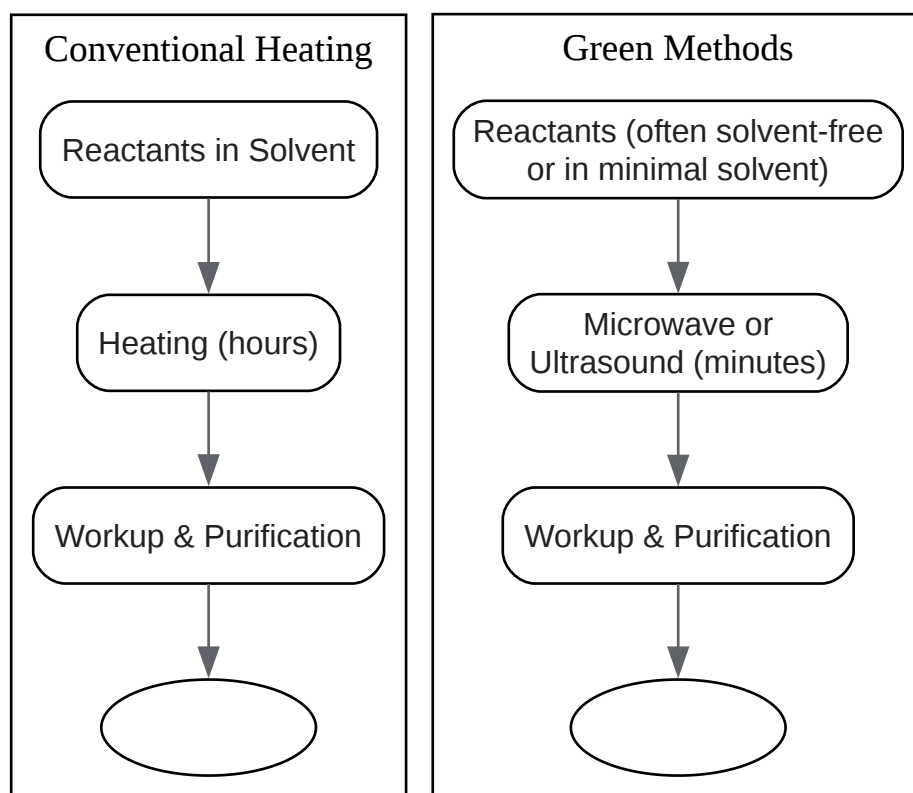 Conventional Heating
Reactants in Solvent
Heating (hours)
Workup & Purification
Green Methods
Reactants (often solvent-free
or in minimal solvent)
Microwave or
Ultrasound (minutes)
Workup & Purification